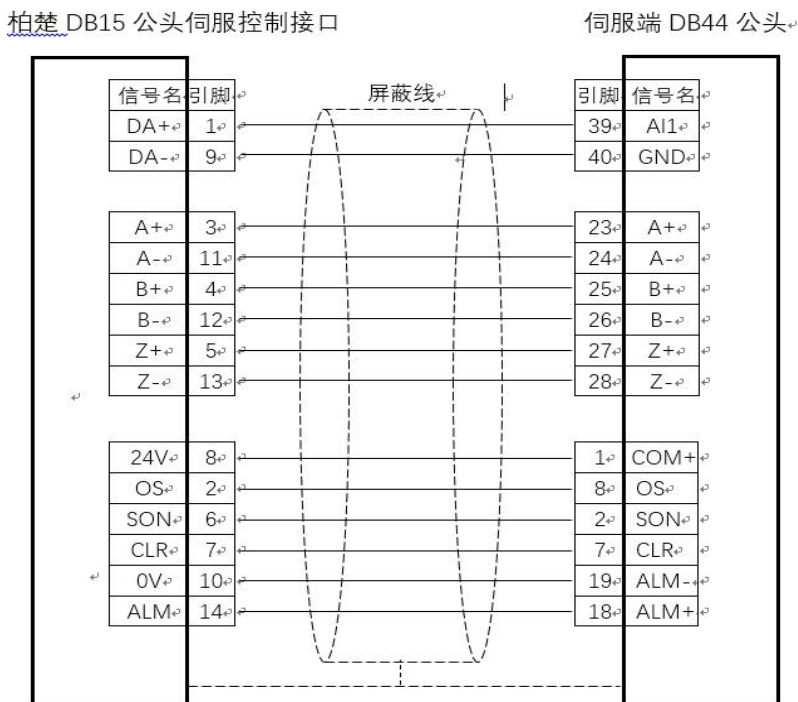 柏楚 DB15 公头伺服控制接口 伺服端 DB44 公头
屏蔽线
信号名 引脚 引脚 信号名
DA+ 1 39 AI1
DA- 9 40 GND
A+ 3 23 A+
A- 11 24 A-
B+ 4 25 B+
B- 12 26 B-
Z+ 5 27 Z+
Z- 13 28 Z-
24V 8 1 COM+
OS 2 8 OS
SON 6 2 SON
CLR 7 7 CLR
0V 10 19 ALM-
ALM 14 18 ALM+